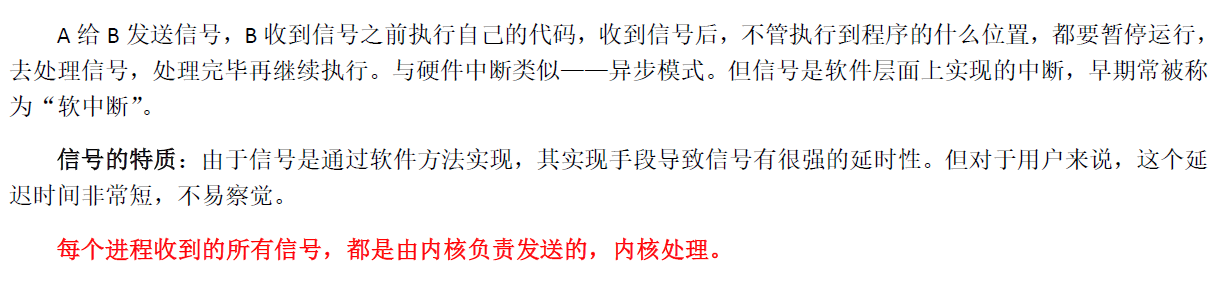 A 给 B 发送信号，B 收到信号之前执行自己的代码，收到信号后，不管执行到程序的什么位置，都要暂停运行，
去处理信号，处理完毕再继续执行。与硬件中断类似——异步模式。但信号是软件层面上实现的中断，早期常被称
为“软中断”。
信号的特质：由于信号是通过软件方法实现，其实现手段导致信号有很强的延时性。但对于用户来说，这个延
迟时间非常短，不易察觉。
每个进程收到的所有信号，都是由内核负责发送的，内核处理。